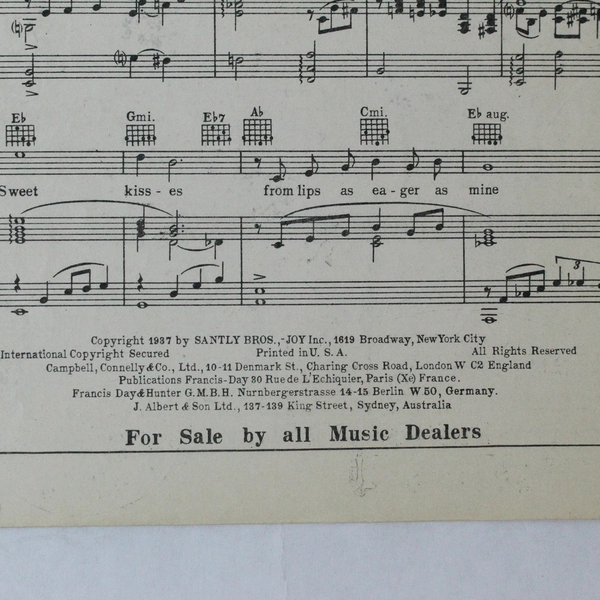 Eb Gmi. Eb7 Ab Cmi. Eb aug.
Sweet kiss - es from lips as ea - ger as mine
3
Copyright 1937 by SANTLY BROS.,-JOY Inc., 1619 Broadway, New York City
International Copyright Secured Printed in U. S. A. All Rights Reserved
Campbell, Connelly & Co., Ltd., 10-11 Denmark St., Charing Cross Road, London W C2 England
Publications Francis-Day 30 Rue de L'Echiquier, Paris (Xe) France.
Francis Day & Hunter G.M.B.H. Nurnbergerstrasse 14-15 Berlin W 50, Germany.
J. Albert & Son Ltd., 137-139 King Street, Sydney, Australia
For Sale by all Music Dealers